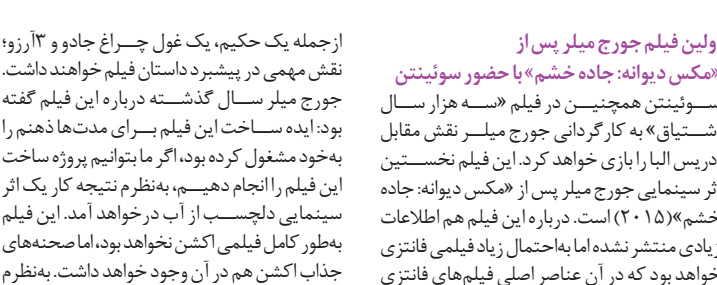 ولین فیلم جورج میلر پس از
«مکس دیوانه: جاده خشم» با حضور سوئینتن
سوئینتن همچنین در فیلم «سه هزار سال
شتیاق» به کارگردانی جورج میلر نقش مقابل
دریس البا را بازی خواهد کرد. این فیلم نخستین
ثر سینمایی جورج میلر پس از «مکس دیوانه: جاده
خشم»(۲۰۱۵) است. درباره این فیلم هم اطلاعات
زیادی منتشر نشده اما به‌احتمال زیاد فیلمی فانتزی
خواهد بود که در آن عناصر اصلی فیلم‌های فانتزی
ازجمله یک حکیم، یک غول چراغ جادو و ۳آرزو؛
نقش مهمی در پیشبرد داستان فیلم خواهند داشت.
جورج میلر سال گذشته درباره این فیلم گفته
بود: ایده ساخت این فیلم برای مدت‌ها ذهنم را
به‌خود مشغول کرده بود، اگر ما بتوانیم پروژه ساخت
این فیلم را انجام دهیم، به‌نظرم نتیجه کار یک اثر
سینمایی دلچسب از آب درخواهد آمد. این فیلم
به‌طور کامل فیلمی اکشن نخواهد بود، اما صحنه‌های
جذاب اکشن هم در آن وجود خواهد داشت. به‌نظرم